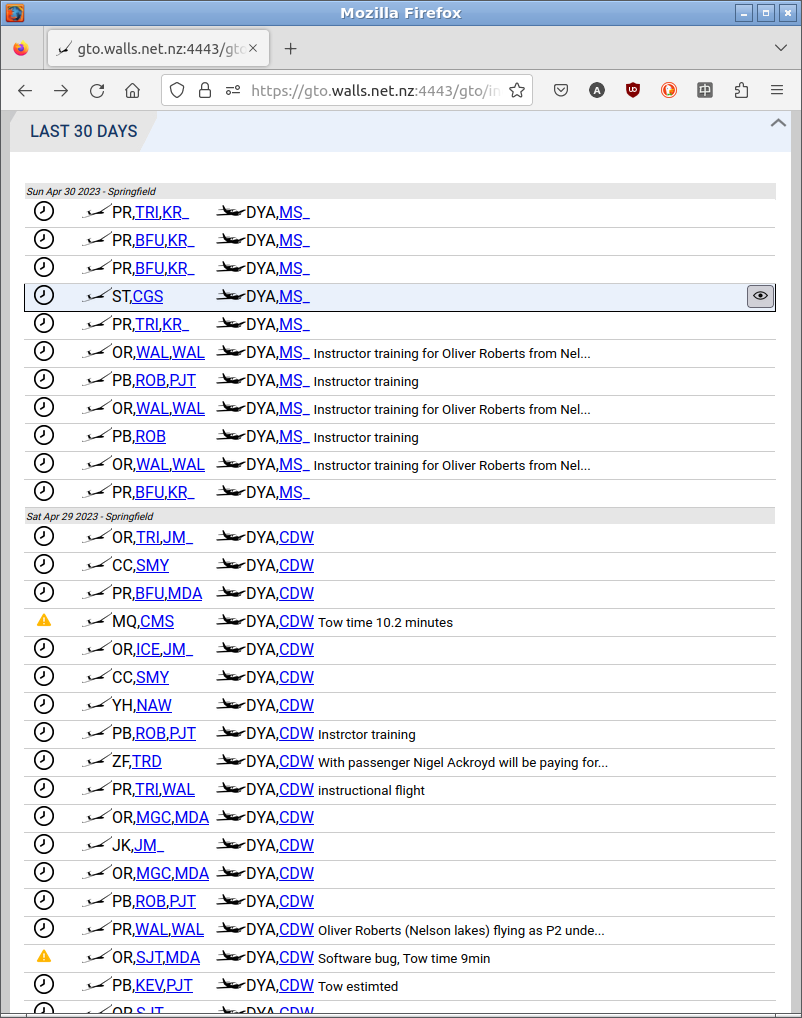 Mozilla Firefox
gto.walls.net.nz:4443/gto
https://gto.walls.net.nz:4443/gto/in
LAST 30 DAYS
Sun Apr 30 2023 - Springfield
PR,TRI,KR_ DYA,MS_
PR,BFU,KR_ DYA,MS_
PR,BFU,KR_ DYA,MS_
ST,CGS DYA,MS_
PR,TRI,KR_ DYA,MS_
OR,WAL,WAL DYA,MS_ Instructor training for Oliver Roberts from Nel...
PB,ROB,PJT DYA,MS_ Instructor training
OR,WAL,WAL DYA,MS_ Instructor training for Oliver Roberts from Nel...
PB,ROB DYA,MS_ Instructor training
OR,WAL,WAL DYA,MS_ Instructor training for Oliver Roberts from Nel...
PR,BFU,KR_ DYA,MS_
Sat Apr 29 2023 - Springfield
OR,TRI,JM_ DYA,CDW
CC,SMY DYA,CDW
PR,BFU,MDA DYA,CDW
MQ,CMS DYA,CDW Tow time 10.2 minutes
OR,ICE,JM_ DYA,CDW
CC,SMY DYA,CDW
YH,NAW DYA,CDW
PB,ROB,PJT DYA,CDW Instrctor training
ZF,TRD DYA,CDW With passenger Nigel Ackroyd will be paying for...
PR,TRI,WAL DYA,CDW instructional flight
OR,MGC,MDA DYA,CDW
JK,JM_ DYA,CDW
OR,MGC,MDA DYA,CDW
PB,ROB,PJT DYA,CDW
PR,WAL,WAL DYA,CDW Oliver Roberts (Nelson lakes) flying as P2 unde...
OR,SJT,MDA DYA,CDW Software bug, Tow time 9min
PB,KEV,PJT DYA,CDW Tow estimted
OR,SJT DYA,CDW